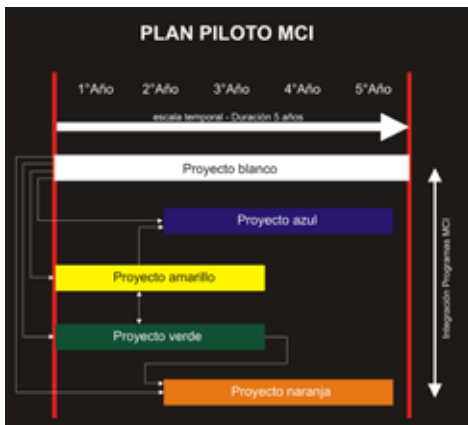 PLAN PILOTO MCI
1°Año 2°Año 3°Año 4°Año 5°Año
escala temporal - Duración 5 años
Proyecto blanco
Proyecto azul
Proyecto amarillo
Proyecto verde
Proyecto naranja
Integración Programas MCI